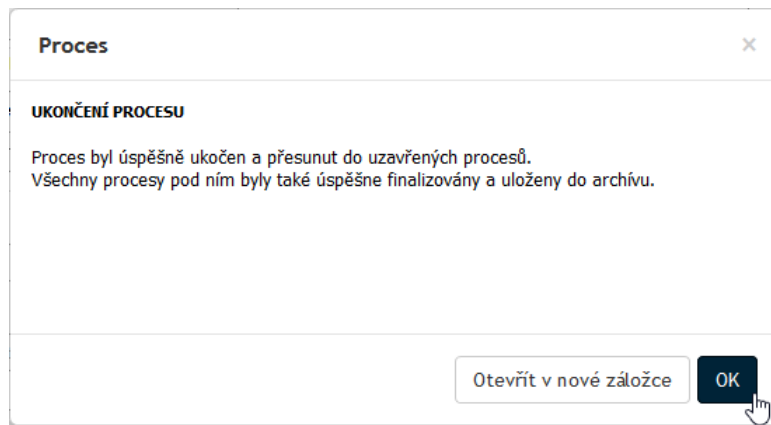 Proces
UKONČENÍ PROCESU
Proces byl úspěšně ukočen a přesunut do uzavřených procesů.
Všechny procesy pod ním byly také úspěšne finalizovány a uloženy do archívu.
Otevřít v nové záložce
OK